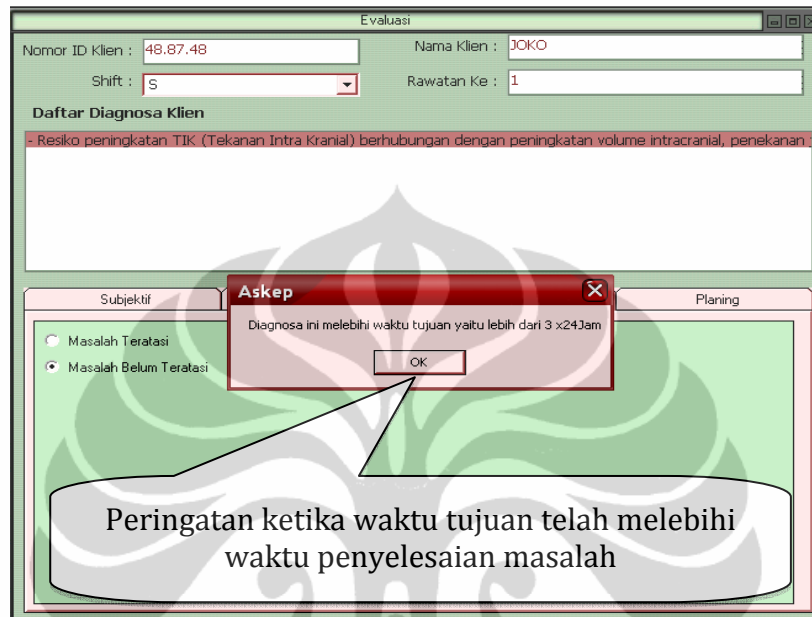 Evaluasi
Nomor ID Klien : 48.87.48 Nama Klien : JOKO
Shift : S Rawatan Ke : 1
Daftar Diagnosa Klien
- Resiko peningkatan TIK (Tekanan Intra Kranial) berhubungan dengan peningkatan volume intracranial, penekanan
Askep
Subjektif Planing
Diagnosa ini melebihi waktu tujuan yaitu lebih dari 3 x24Jam
Masalah Teratasi
OK
Masalah Belum Teratasi
Peringatan ketika waktu tujuan telah melebihi
waktu penyelesaian masalah